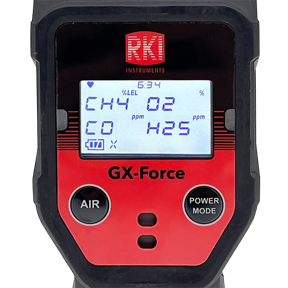 RKI
INSTRUMENTS
6:34
%LEL %
CH4 O2
ppm ppm
CO H2S
GX-Force
AIR
POWER
MODE